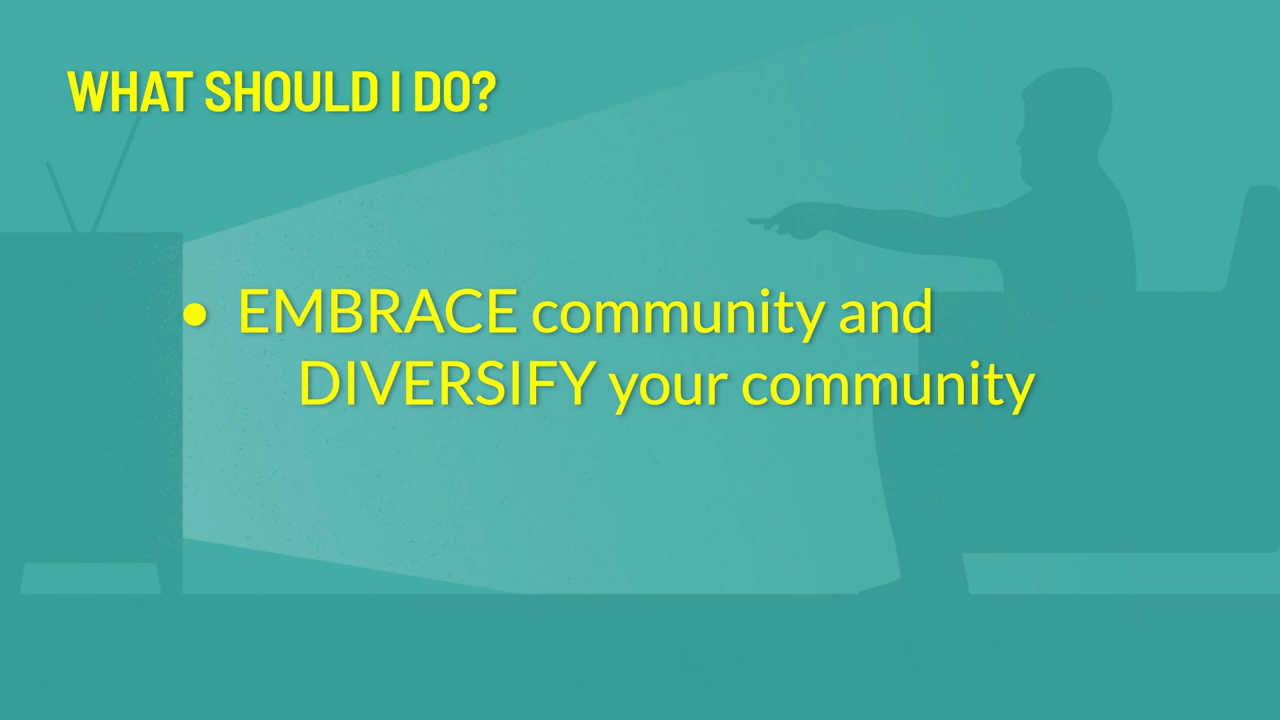 WHAT SHOULD I DO?
• EMBRACE community and
DIVERSIFY your community